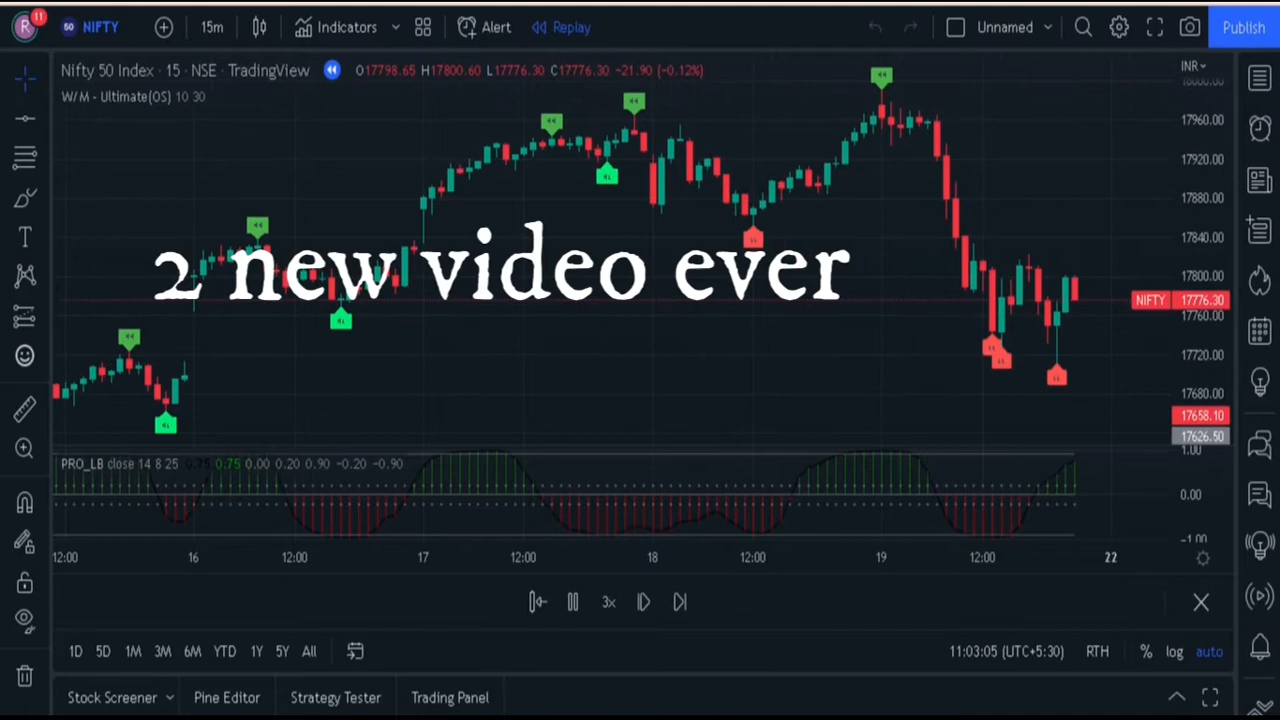 R
11
50 NIFTY
15m
Indicators
Alert
Replay
Unnamed
Publish
Nifty 50 Index · 15 · NSE · TradingView
O17798.65 H17800.60 L17776.30 C17776.30 −21.90 (−0.12%)
INR
W/M - Ultimate(OS) 10 30
18000.00
17960.00
17920.00
17880.00
17840.00
17800.00
NIFTY 17776.30
17760.00
17720.00
17680.00
17658.10
17626.50
2 new video ever
HL
LL
PRO_LB close 14 8 25 0.75 0.75 0.00 0.20 0.90 −0.20 −0.90
1.00
0.00
−1.00
12:00 16 12:00 17 12:00 18 12:00 19 12:00 22
3x
1D 5D 1M 3M 6M YTD 1Y 5Y All
11:03:05 (UTC+5:30) RTH % log auto
Stock Screener Pine Editor Strategy Tester Trading Panel